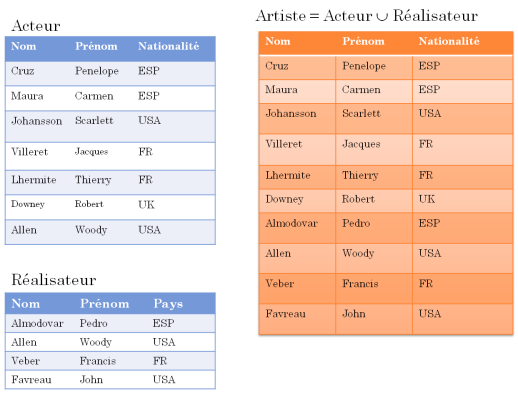 Acteur
Nom Prénom Nationalité
Cruz Penelope ESP
Maura Carmen ESP
Johansson Scarlett USA
Villeret Jacques FR
Lhermite Thierry FR
Downey Robert UK
Allen Woody USA
Réalisateur
Nom Prénom Pays
Almodovar Pedro ESP
Allen Woody USA
Veber Francis FR
Favreau John USA
Artiste = Acteur ∪ Réalisateur
Nom Prénom Nationalité
Cruz Penelope ESP
Maura Carmen ESP
Johansson Scarlett USA
Villeret Jacques FR
Lhermite Thierry FR
Downey Robert UK
Almodovar Pedro ESP
Allen Woody USA
Veber Francis FR
Favreau John USA